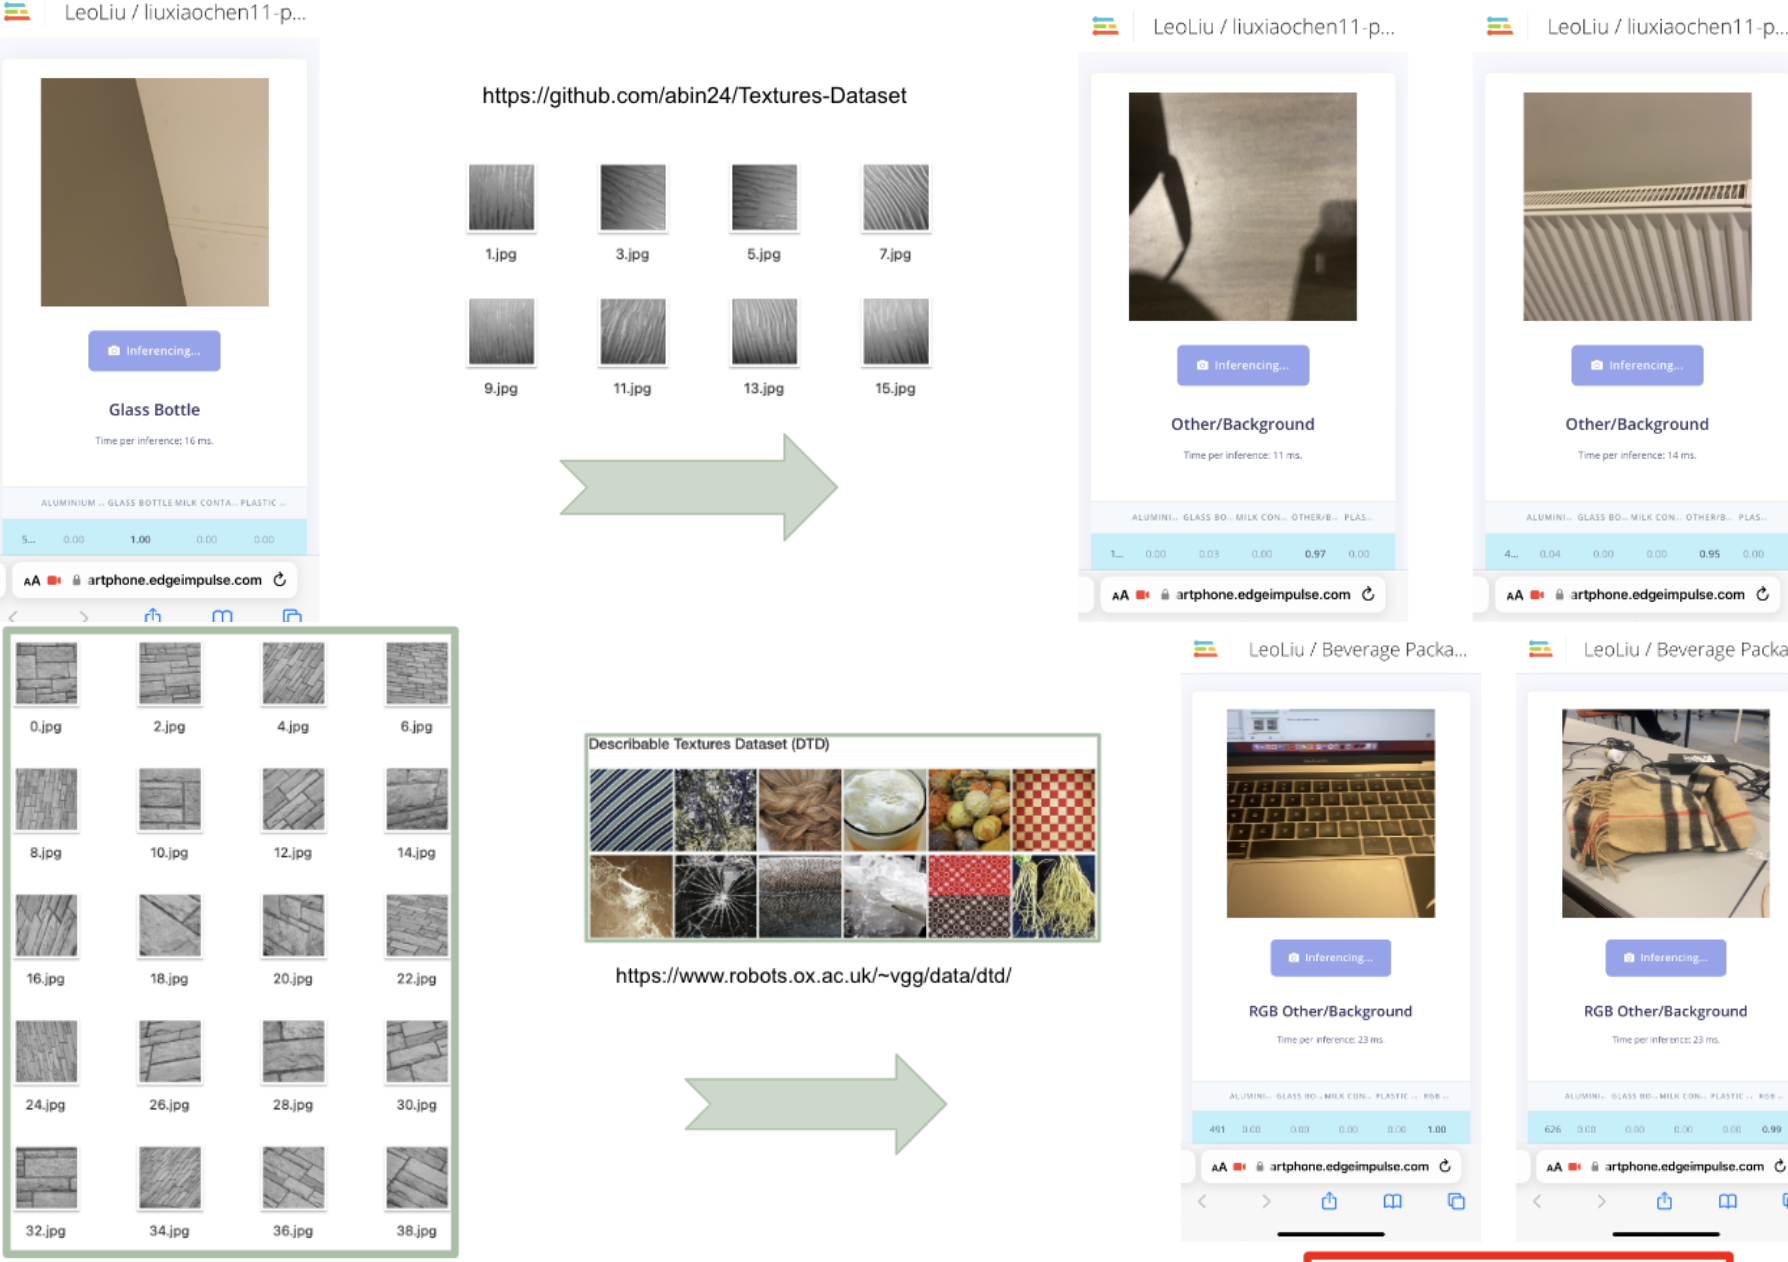 LeoLiu / liuxiaochen11-p...
Inferencing...
Glass Bottle
Time per inference: 16 ms.
ALUMINIUM ... GLASS BOTTLE MILK CONTA... PLASTIC ...
5... 0.00 1.00 0.00 0.00
AA artphone.edgeimpulse.com
https://github.com/abin24/Textures-Dataset
1.jpg 3.jpg 5.jpg 7.jpg
9.jpg 11.jpg 13.jpg 15.jpg
LeoLiu / liuxiaochen11-p...
Inferencing...
Other/Background
Time per inference: 11 ms.
ALUMINI... GLASS BO... MILK CON... OTHER/B... PLAS...
1... 0.00 0.03 0.00 0.97 0.00
AA artphone.edgeimpulse.com
LeoLiu / liuxiaochen11-p...
Inferencing...
Other/Background
Time per inference: 14 ms.
ALUMINI... GLASS BO... MILK CON... OTHER/B... PLAS...
4... 0.04 0.00 0.00 0.95 0.00
AA artphone.edgeimpulse.com
0.jpg 2.jpg 4.jpg 6.jpg
8.jpg 10.jpg 12.jpg 14.jpg
16.jpg 18.jpg 20.jpg 22.jpg
24.jpg 26.jpg 28.jpg 30.jpg
32.jpg 34.jpg 36.jpg 38.jpg
Describable Textures Dataset (DTD)
https://www.robots.ox.ac.uk/~vgg/data/dtd/
LeoLiu / Beverage Packa...
Inferencing...
RGB Other/Background
Time per inference: 23 ms.
ALUMINI... GLASS BO... MILK CON... PLASTIC ... RGB ...
491 0.00 0.00 0.00 0.00 1.00
AA artphone.edgeimpulse.com
LeoLiu / Beverage Packa
Inferencing...
RGB Other/Background
Time per inference: 23 ms.
ALUMINI... GLASS BO... MILK CON... PLASTIC ... RGB ...
626 0.00 0.00 0.00 0.00 0.99
AA artphone.edgeimpulse.com